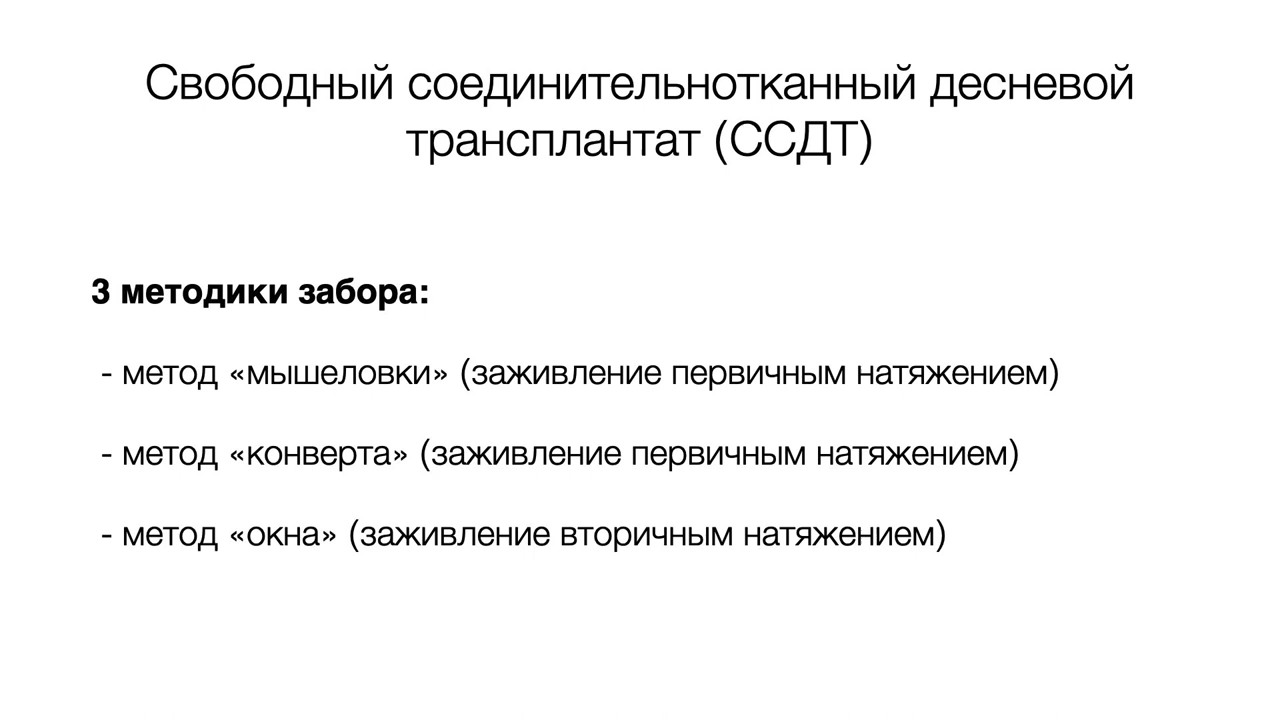 Свободный соединительнотканный десневой
трансплантат (ССДТ)
3 методики забора:
- метод «мышеловки» (заживление первичным натяжением)
- метод «конверта» (заживление первичным натяжением)
- метод «окна» (заживление вторичным натяжением)